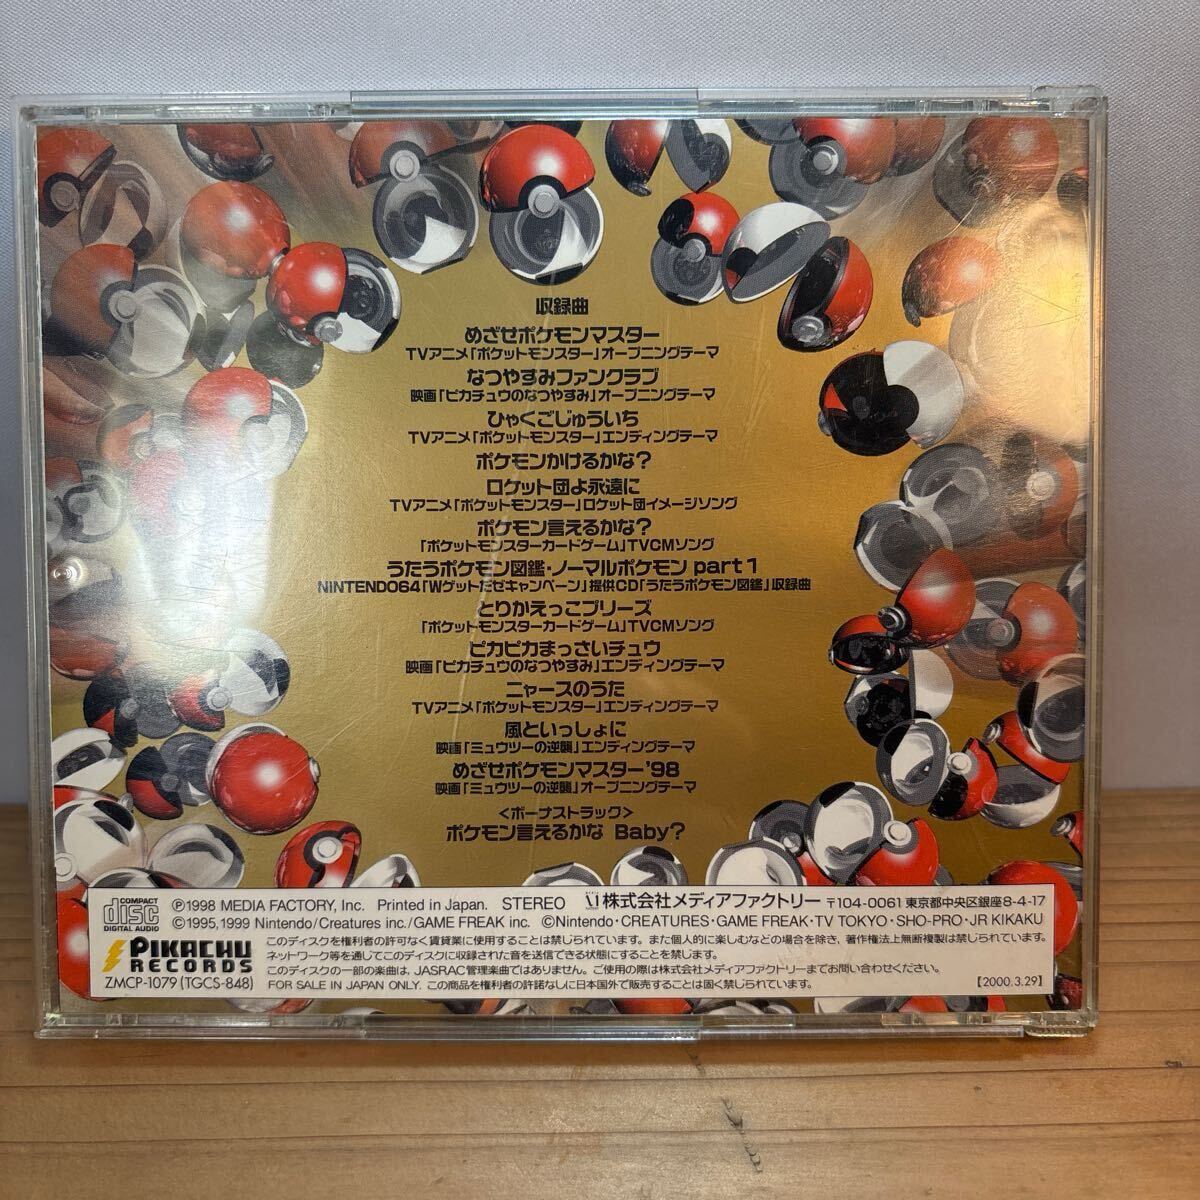 収録曲
めざせポケモンマスター
TVアニメ「ポケットモンスター」オープニングテーマ
なつやすみファンクラブ
映画「ピカチュウのなつやすみ」オープニングテーマ
ひゃくごじゅういち
TVアニメ「ポケットモンスター」エンディングテーマ
ポケモンかけるかな?
ロケット団よ永遠に
TVアニメ「ポケットモンスター」ロケット団イメージソング
ポケモン言えるかな?
「ポケットモンスターカードゲーム」TVCMソング
うたうポケモン図鑑・ノーマルポケモン part 1
NINTENDO64「Wゲットだぜキャンペーン」提供CD「うたうポケモン図鑑」収録曲
とりかえっこプリーズ
「ポケットモンスターカードゲーム」TVCMソング
ピカピカまっさいチュウ
映画「ピカチュウのなつやすみ」エンディングテーマ
ニャースのうた
TVアニメ「ポケットモンスター」エンディングテーマ
風といっしょに
映画「ミュウツーの逆襲」エンディングテーマ
めざせポケモンマスター'98
映画「ミュウツーの逆襲」オープニングテーマ
<ボーナストラック>
ポケモン言えるかな Baby?
COMPACT disc DIGITAL AUDIO
℗1998 MEDIA FACTORY, Inc. Printed in Japan. STEREO 株式会社メディアファクトリー 〒104-0061 東京都中央区銀座8-4-17
©1995,1999 Nintendo/Creatures inc./GAME FREAK inc. ©Nintendo・CREATURES・GAME FREAK・TV TOKYO・SHO-PRO・JR KIKAKU
PIKACHU RECORDS
ZMCP-1079 (TGCS-848)
このディスクを権利者の許可なく賃貸業に使用することは禁じられています。また個人的に楽しむなどの場合を除き、著作権法上無断複製は禁じられています。
ネットワーク等を通じてこのディスクに収録された音を送信できる状態にすることを禁じます。
このディスクの一部の楽曲は、JASRAC管理楽曲ではありません。ご使用の際は株式会社メディアファクトリーまでお問い合わせください。
FOR SALE IN JAPAN ONLY. この商品を権利者の許諾なしに日本国外で販売することは固く禁じられています。
【2000.3.29】